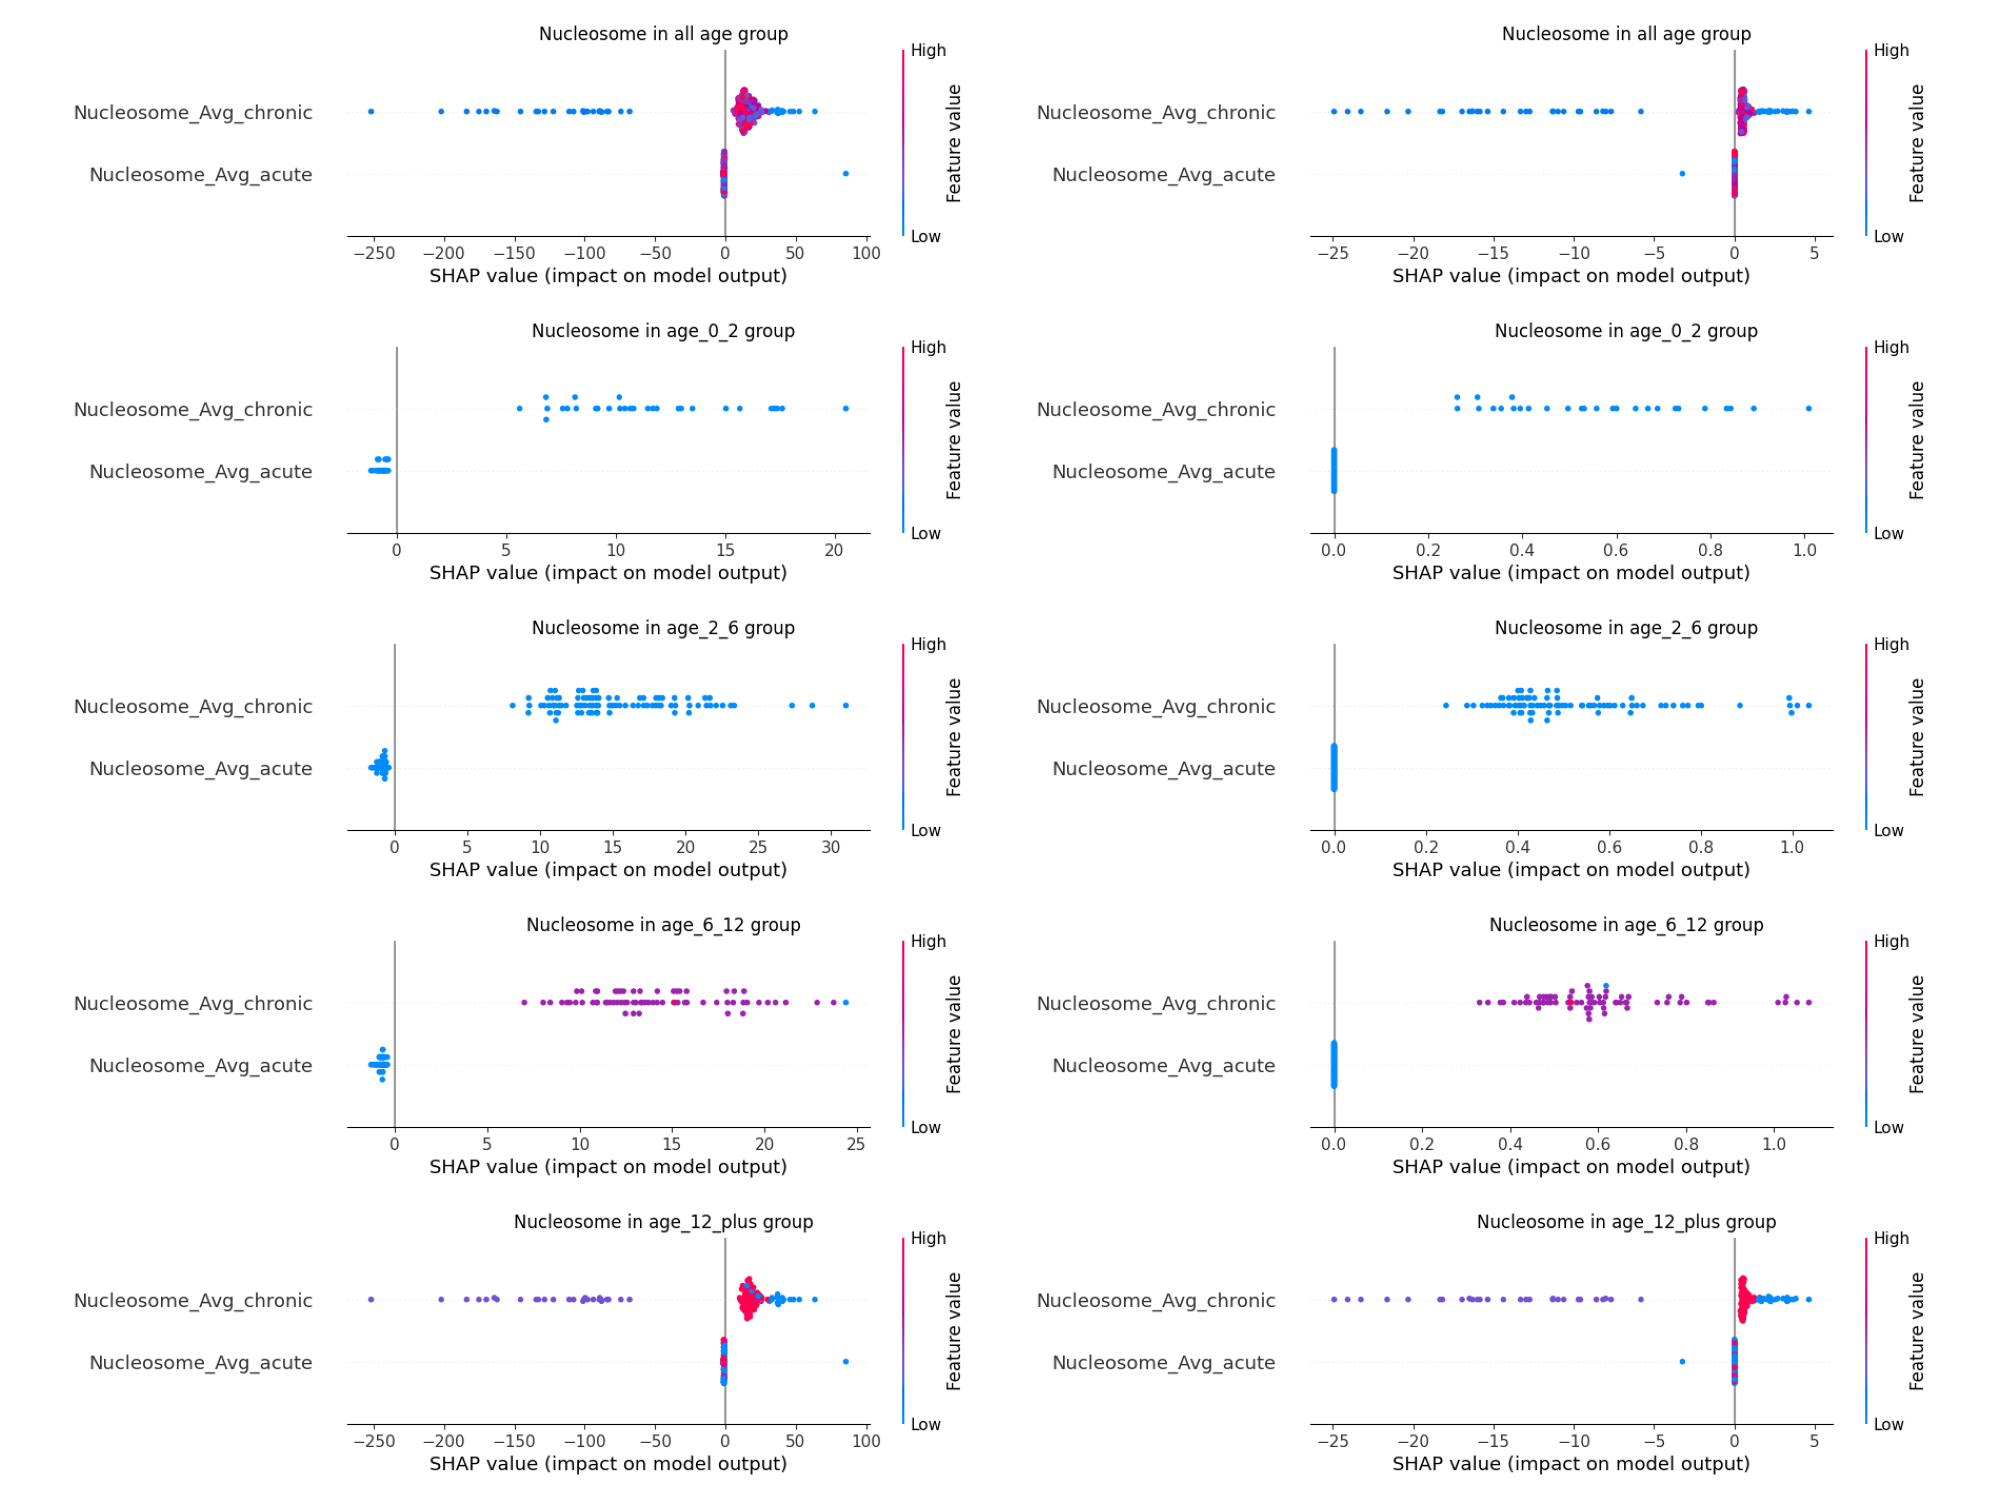 Nucleosome in all age group
High
Nucleosome_Avg_chronic
Nucleosome_Avg_acute
Feature value
Low
−250 −200 −150 −100 −50 0 50 100
SHAP value (impact on model output)
Nucleosome in all age group
High
Nucleosome_Avg_chronic
Nucleosome_Avg_acute
Feature value
Low
−25 −20 −15 −10 −5 0 5
SHAP value (impact on model output)
Nucleosome in age_0_2 group
High
Nucleosome_Avg_chronic
Nucleosome_Avg_acute
Feature value
Low
0 5 10 15 20
SHAP value (impact on model output)
Nucleosome in age_0_2 group
High
Nucleosome_Avg_chronic
Nucleosome_Avg_acute
Feature value
Low
0.0 0.2 0.4 0.6 0.8 1.0
SHAP value (impact on model output)
Nucleosome in age_2_6 group
High
Nucleosome_Avg_chronic
Nucleosome_Avg_acute
Feature value
Low
0 5 10 15 20 25 30
SHAP value (impact on model output)
Nucleosome in age_2_6 group
High
Nucleosome_Avg_chronic
Nucleosome_Avg_acute
Feature value
Low
0.0 0.2 0.4 0.6 0.8 1.0
SHAP value (impact on model output)
Nucleosome in age_6_12 group
High
Nucleosome_Avg_chronic
Nucleosome_Avg_acute
Feature value
Low
0 5 10 15 20 25
SHAP value (impact on model output)
Nucleosome in age_6_12 group
High
Nucleosome_Avg_chronic
Nucleosome_Avg_acute
Feature value
Low
0.0 0.2 0.4 0.6 0.8 1.0
SHAP value (impact on model output)
Nucleosome in age_12_plus group
High
Nucleosome_Avg_chronic
Nucleosome_Avg_acute
Feature value
Low
−250 −200 −150 −100 −50 0 50 100
SHAP value (impact on model output)
Nucleosome in age_12_plus group
High
Nucleosome_Avg_chronic
Nucleosome_Avg_acute
Feature value
Low
−25 −20 −15 −10 −5 0 5
SHAP value (impact on model output)